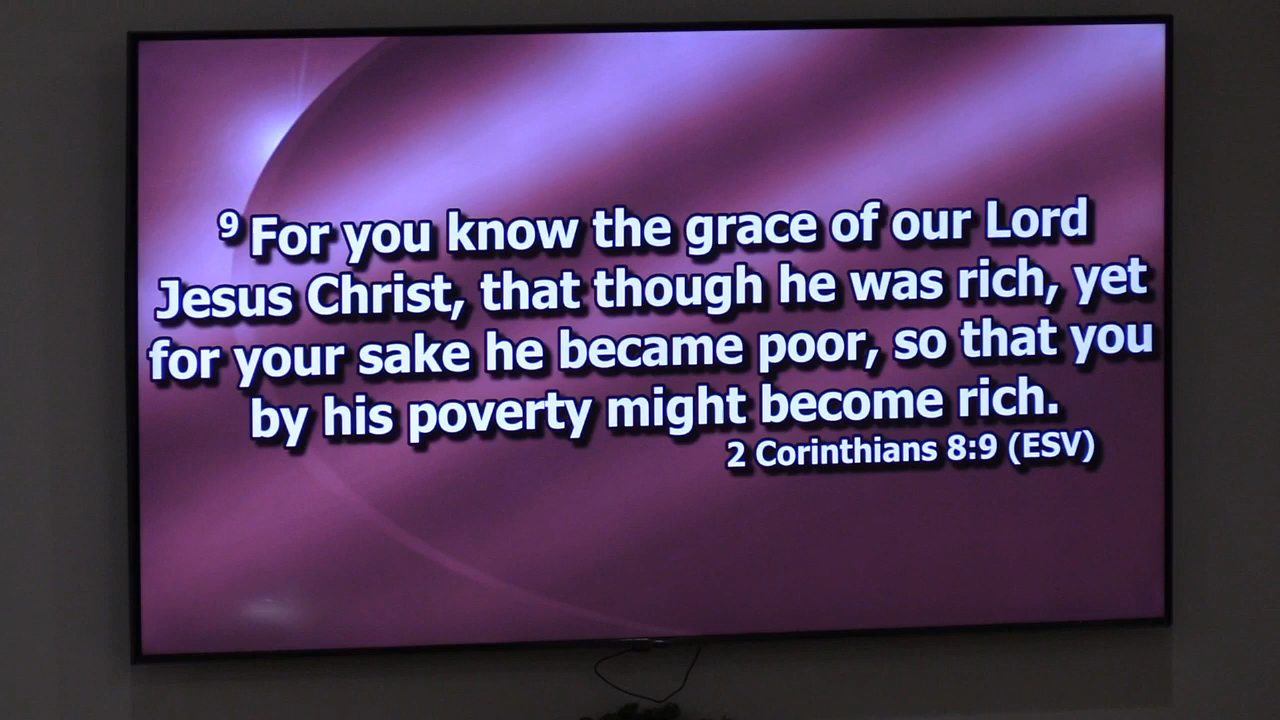 9 For you know the grace of our Lord
Jesus Christ, that though he was rich, yet
for your sake he became poor, so that you
by his poverty might become rich.
2 Corinthians 8:9 (ESV)